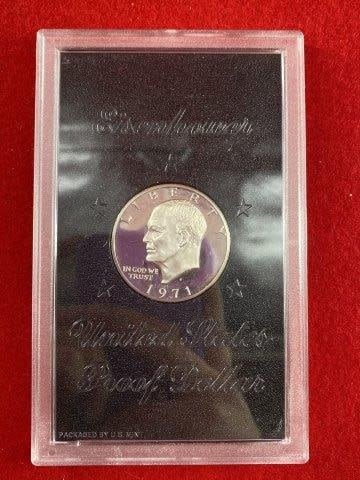 Eisenhower
LIBERTY
IN GOD WE
TRUST
1971
United States
Proof Dollar
PACKAGED BY U.S. MINT